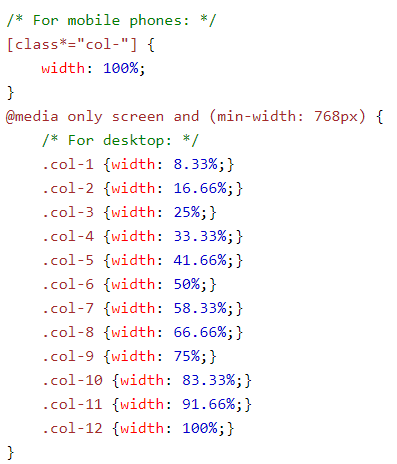 /* For mobile phones: */
[class*="col-"] {
    width: 100%;
}
@media only screen and (min-width: 768px) {
    /* For desktop: */
    .col-1 {width: 8.33%;}
    .col-2 {width: 16.66%;}
    .col-3 {width: 25%;}
    .col-4 {width: 33.33%;}
    .col-5 {width: 41.66%;}
    .col-6 {width: 50%;}
    .col-7 {width: 58.33%;}
    .col-8 {width: 66.66%;}
    .col-9 {width: 75%;}
    .col-10 {width: 83.33%;}
    .col-11 {width: 91.66%;}
    .col-12 {width: 100%;}
}